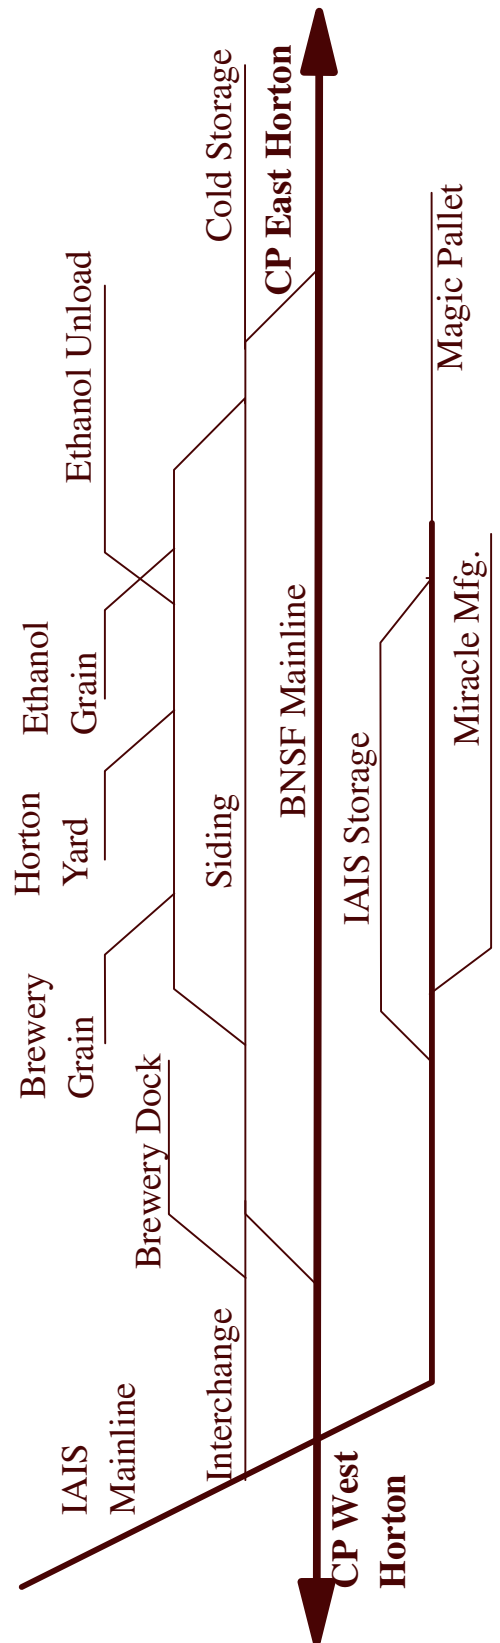 IAIS
Mainline
Interchange
CP West
Horton
Brewery Dock
Brewery
Grain
Horton
Yard
Siding
Ethanol
Grain
Ethanol Unload
Cold Storage
CP East Horton
BNSF Mainline
IAIS Storage
Miracle Mfg.
Magic Pallet